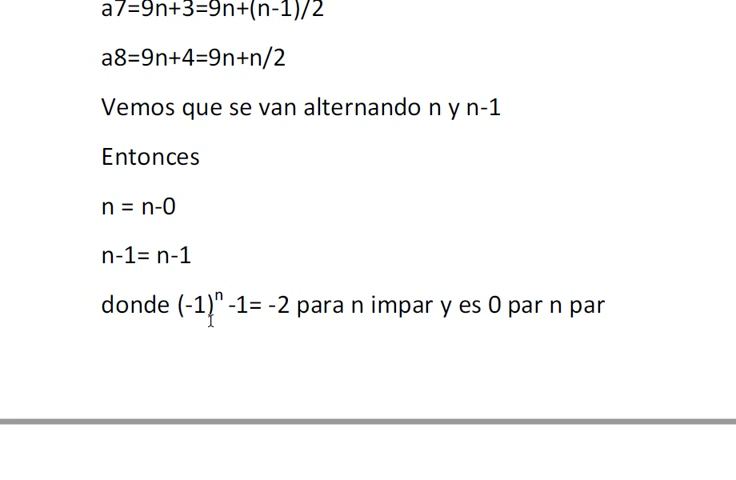 a7=9n+3=9n+(n-1)/2
a8=9n+4=9n+n/2
Vemos que se van alternando n y n-1
Entonces
n = n-0
n-1= n-1
donde (-1)ⁿ -1= -2 para n impar y es 0 par n par